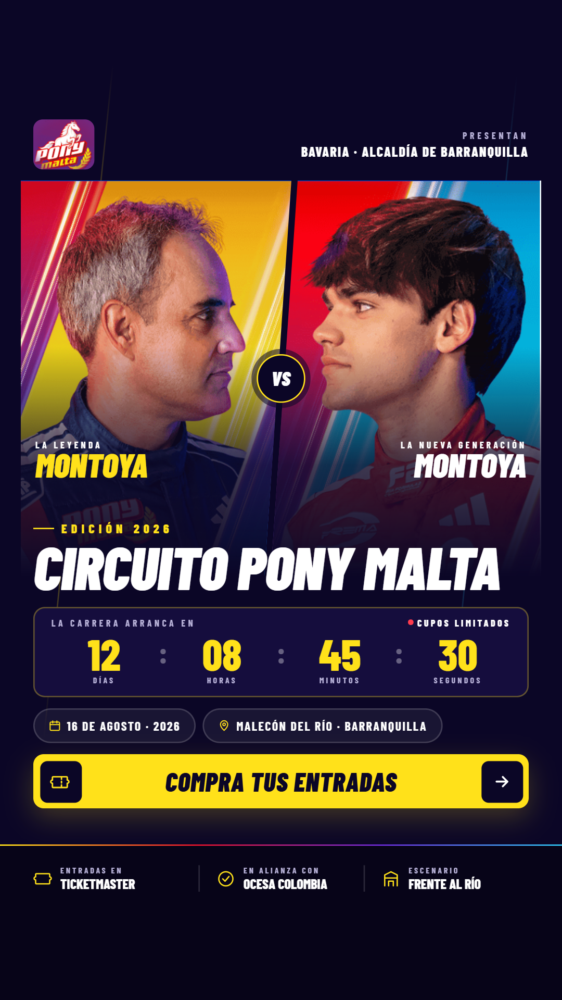 Pony
malta
PRESENTAN
BAVARIA · ALCALDÍA DE BARRANQUILLA
VS
LA LEYENDA
MONTOYA
LA NUEVA GENERACIÓN
MONTOYA
Pony
malta
PREMA
EDICIÓN 2026
CIRCUITO PONY MALTA
LA CARRERA ARRANCA EN
CUPOS LIMITADOS
12 : 08 : 45 : 30
DÍAS HORAS MINUTOS SEGUNDOS
16 DE AGOSTO · 2026
MALECÓN DEL RÍO · BARRANQUILLA
COMPRA TUS ENTRADAS
ENTRADAS EN
TICKETMASTER
EN ALIANZA CON
OCESA COLOMBIA
ESCENARIO
FRENTE AL RÍO